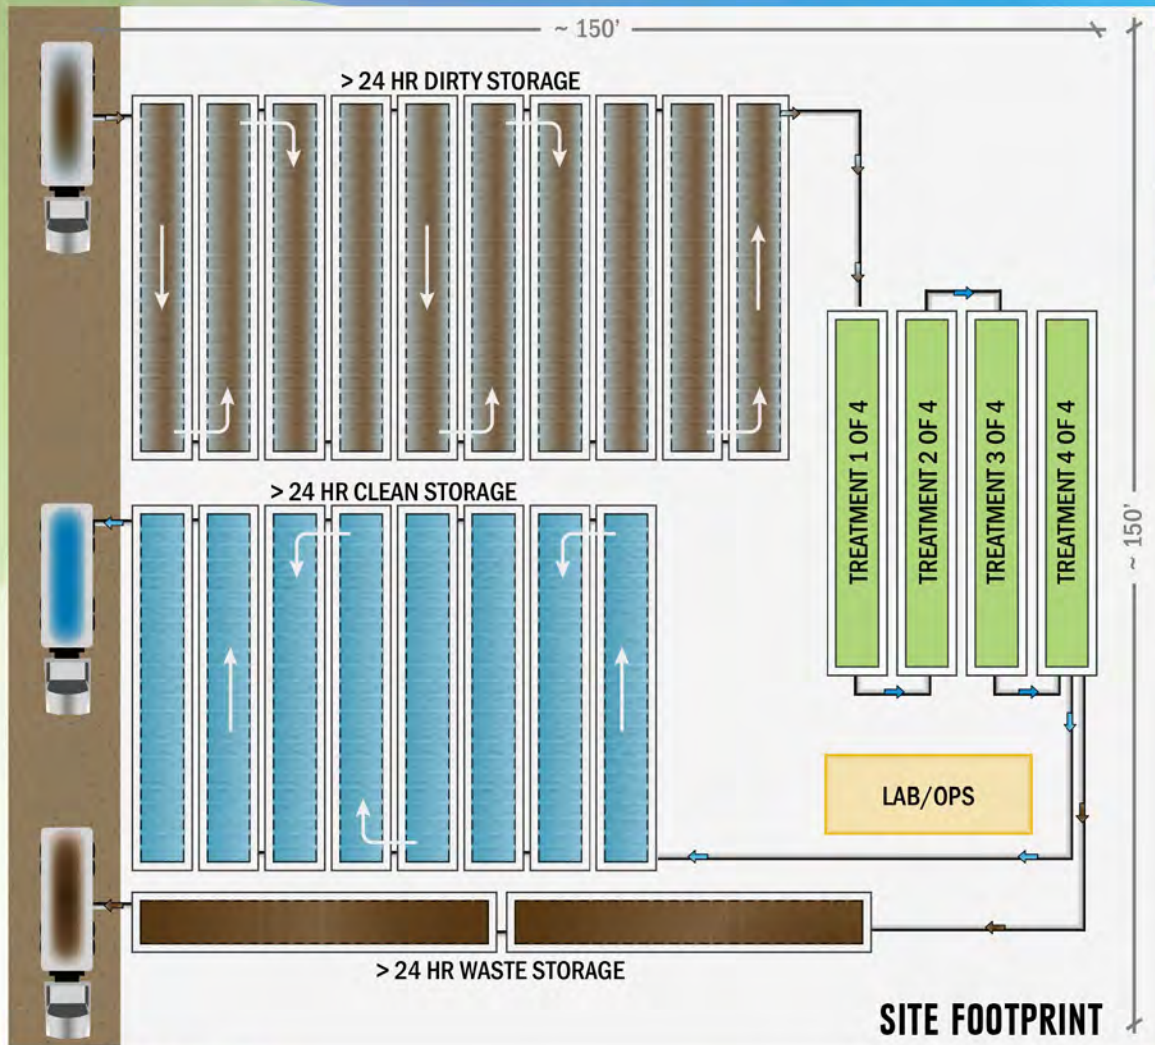 ~ 150'
> 24 HR DIRTY STORAGE
> 24 HR CLEAN STORAGE
TREATMENT 1 OF 4
TREATMENT 2 OF 4
TREATMENT 3 OF 4
TREATMENT 4 OF 4
~ 150'
LAB/OPS
> 24 HR WASTE STORAGE
SITE FOOTPRINT